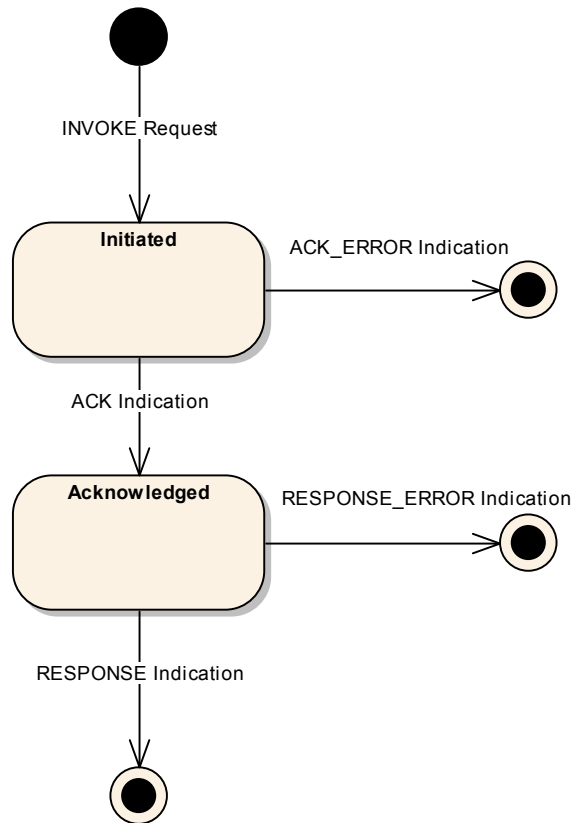 INVOKE Request
Initiated
ACK_ERROR Indication
ACK Indication
Acknowledged
RESPONSE_ERROR Indication
RESPONSE Indication